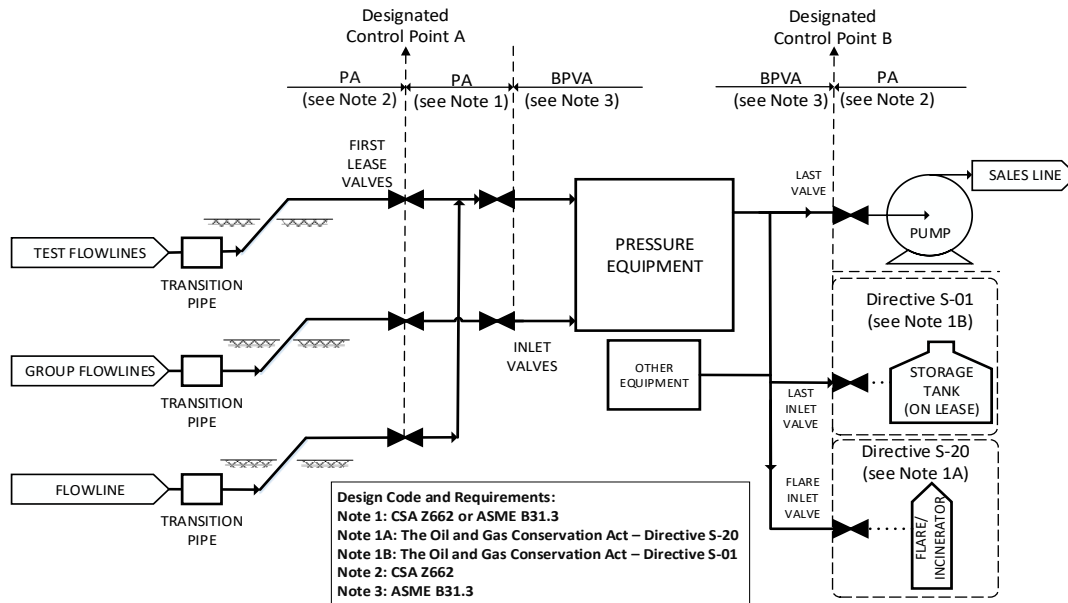 Designated
Control Point A
Designated
Control Point B
PA
(see Note 2)
PA
(see Note 1)
BPVA
(see Note 3)
BPVA
(see Note 3)
PA
(see Note 2)
FIRST
LEASE
VALVES
LAST
VALVE
SALES LINE
PUMP
TEST FLOWLINES
TRANSITION
PIPE
PRESSURE
EQUIPMENT
Directive S-01
(see Note 1B)
GROUP FLOWLINES
TRANSITION
PIPE
INLET
VALVES
OTHER
EQUIPMENT
LAST
INLET
VALVE
STORAGE
TANK
(ON LEASE)
Directive S-20
(see Note 1A)
FLOWLINE
TRANSITION
PIPE
FLARE
INLET
VALVE
FLARE/
INCINERATOR
Design Code and Requirements:
Note 1: CSA Z662 or ASME B31.3
Note 1A: The Oil and Gas Conservation Act – Directive S-20
Note 1B: The Oil and Gas Conservation Act – Directive S-01
Note 2: CSA Z662
Note 3: ASME B31.3